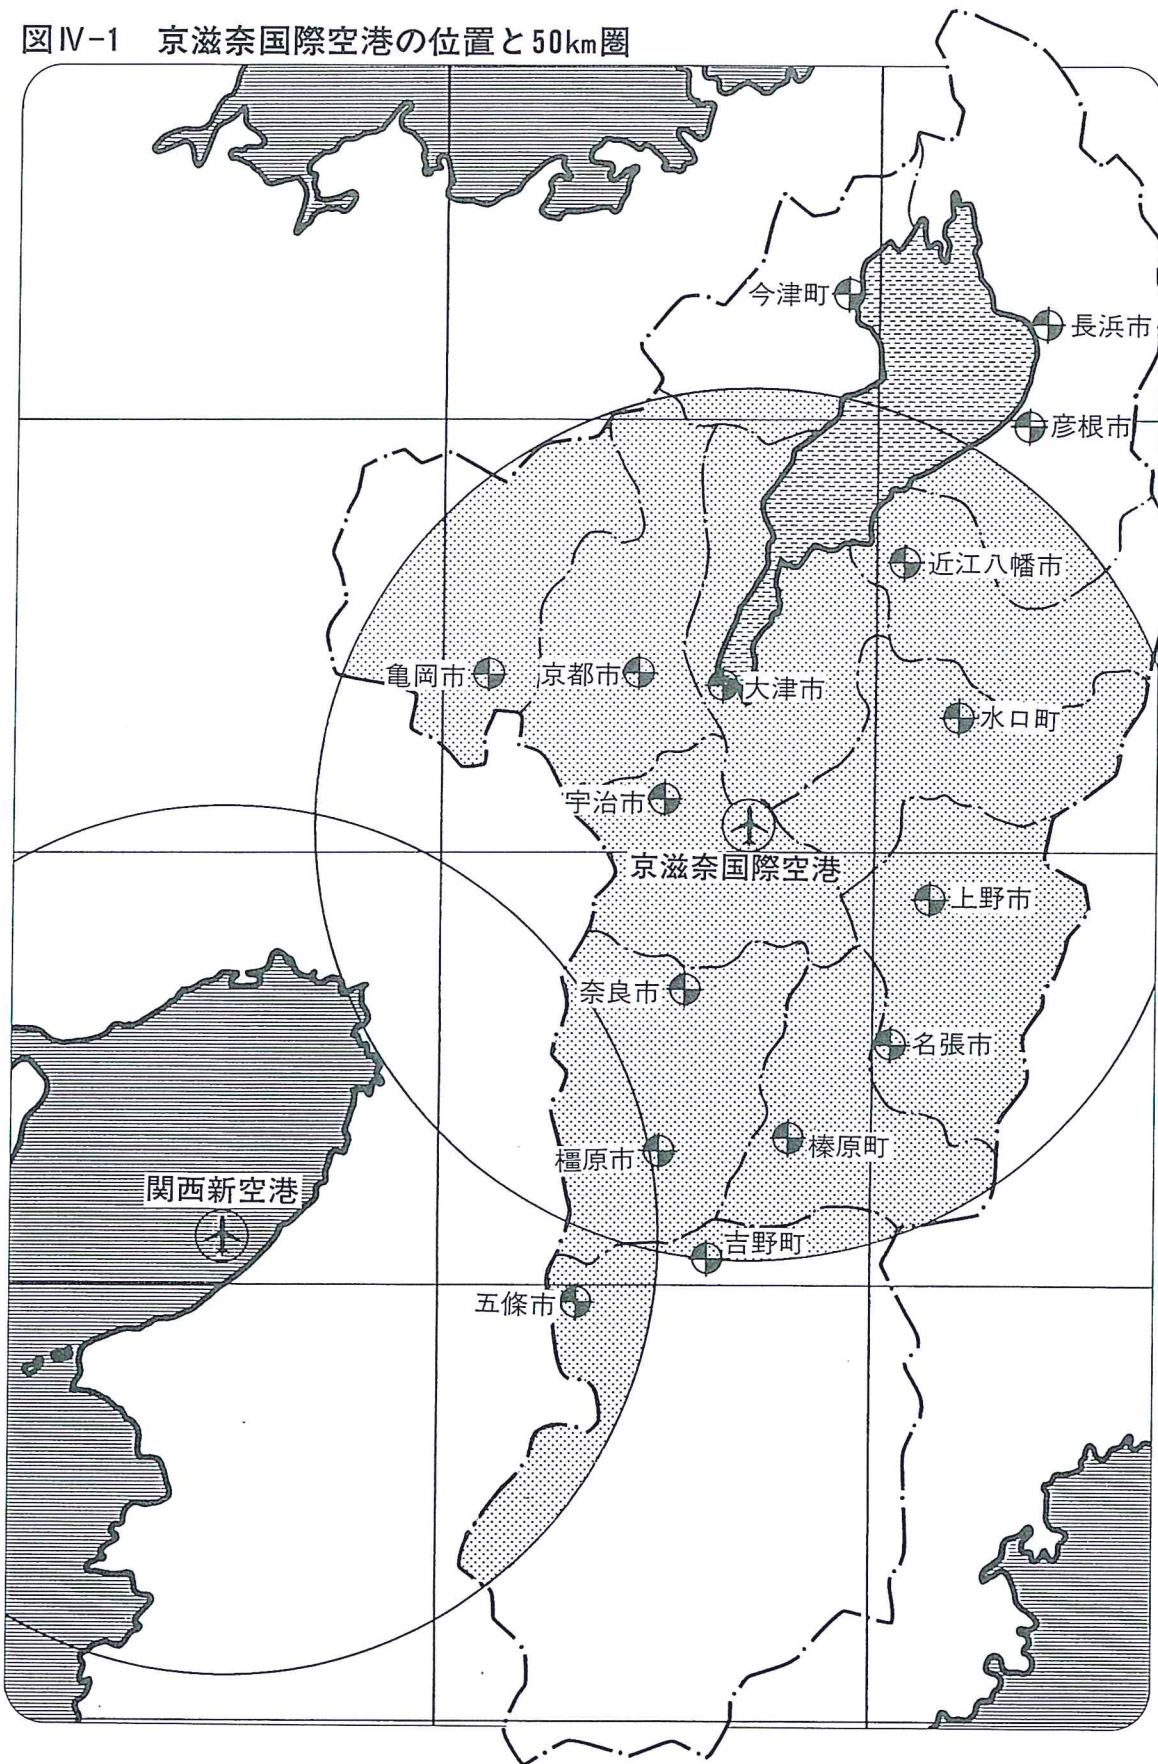 図Ⅳ-1 京滋奈国際空港の位置と50km圏
今津町
長浜市
彦根市
近江八幡市
亀岡市
京都市
大津市
水口町
宇治市
京滋奈国際空港
上野市
奈良市
名張市
橿原市
榛原町
関西新空港
吉野町
五條市